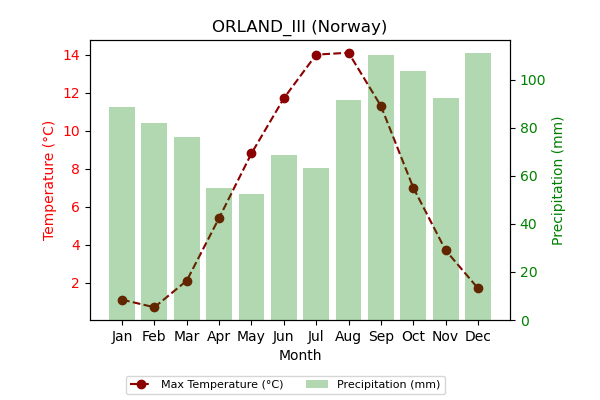 ORLAND_III (Norway)
14
12
10
8
6
4
2
Temperature (°C)
100
80
60
40
20
0
Precipitation (mm)
Jan Feb Mar Apr May Jun Jul Aug Sep Oct Nov Dec
Month
Max Temperature (°C) Precipitation (mm)